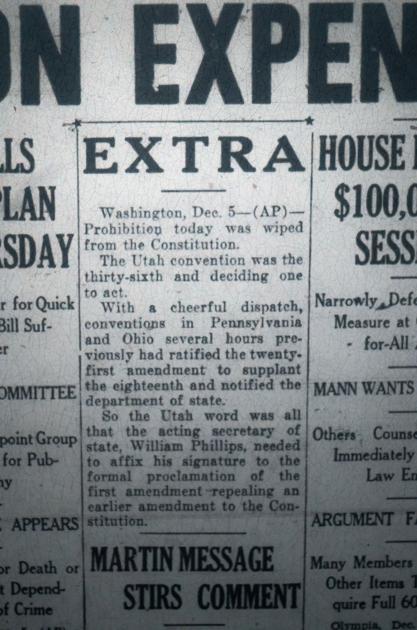 ON EXPEN
LLS
PLAN
RSDAY
r for Quick
Bill Suf-
er
OMMITTEE
point Group
for Pub-
ny
E APPEARS
or Death or
t Depend-
of Crime
EXTRA
Washington, Dec. 5—(AP)—
Prohibition today was wiped
from the Constitution.
The Utah convention was the
thirty-sixth and deciding one
to act.
With a cheerful dispatch,
conventions in Pennsylvania
and Ohio several hours pre-
viously had ratified the twenty-
first amendment to supplant
the eighteenth and notified the
department of state.
So the Utah word was all
that the acting secretary of
state, William Phillips, needed
to affix his signature to the
formal proclamation of the
first amendment repealing an
earlier amendment to the Con-
stitution.
MARTIN MESSAGE
STIRS COMMENT
HOUSE
$100,0
SESS
Narrowly Defe
Measure at
for-All
MANN WANTS
Others Counse
Immediately
Law En
ARGUMENT FA
Many Members
Other Items T
quire Full 60
Olympia, Dec.